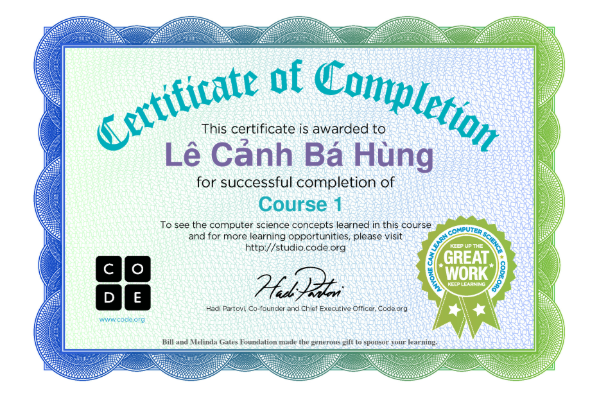 Certificate of Completion
This certificate is awarded to
Lê Cảnh Bá Hùng
for successful completion of
Course 1
To see the computer science concepts learned in this course
and for more learning opportunities, please visit
http://studio.code.org
ANYONE CAN LEARN COMPUTER SCIENCE • CODE.ORG
KEEP UP THE
GREAT
WORK
KEEP LEARNING
C O
D E
www.code.org
Hadi Partovi
Hadi Partovi, Co-founder and Chief Executive Officer, Code.org
Bill and Melinda Gates Foundation made the generous gift to sponsor your learning.